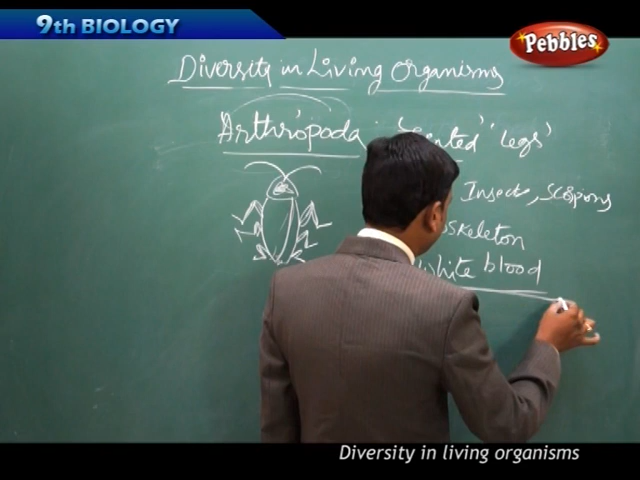 9th BIOLOGY
Pebbles
Diversity in Living Organisms
Arthropoda 'Jointed' 'Legs'
Insects, Scorpions
skeleton
White blood
Diversity in living organisms